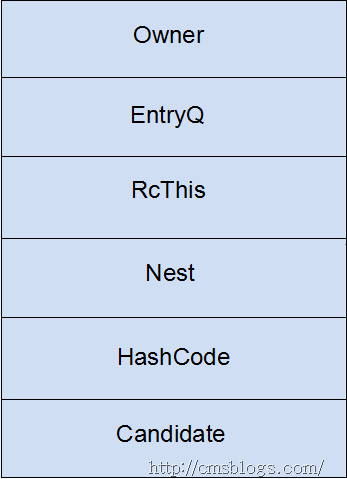 Owner
EntryQ
RcThis
Nest
HashCode
Candidate
http://cmsblogs.com/